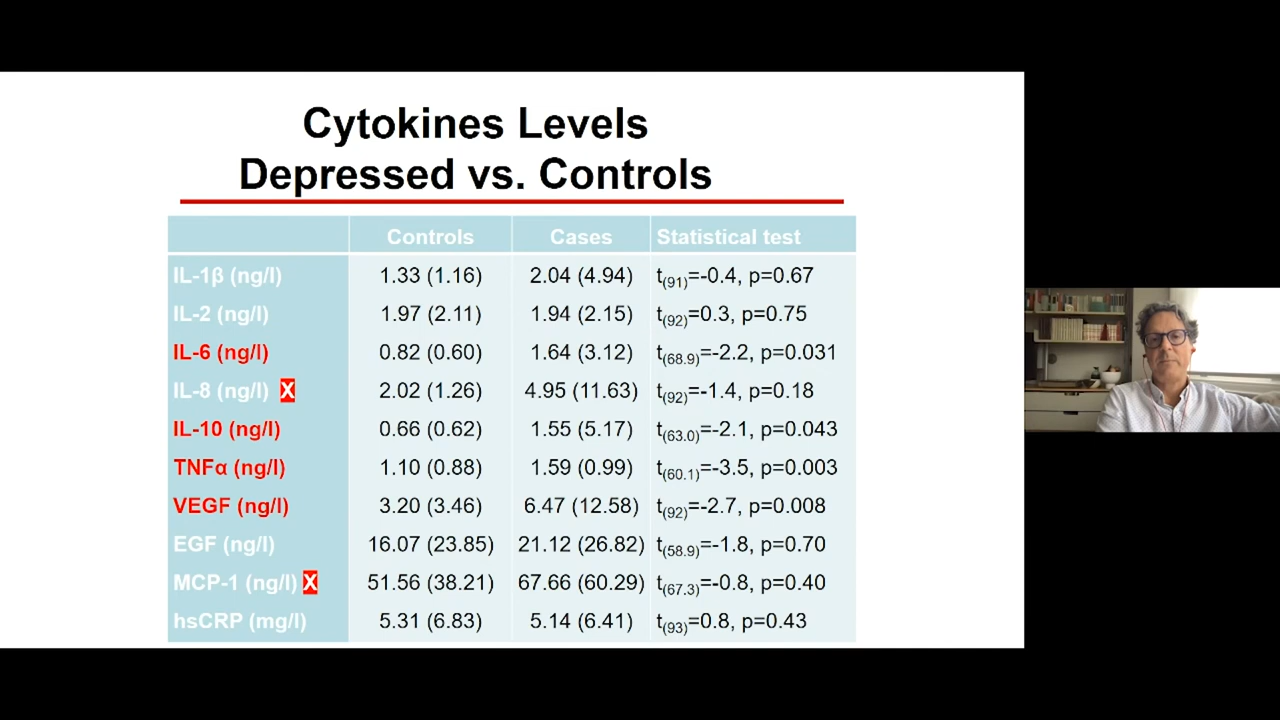 Cytokines Levels
Depressed vs. Controls
Controls Cases Statistical test
IL-1β (ng/l) 1.33 (1.16) 2.04 (4.94) t(91)=-0.4, p=0.67
IL-2 (ng/l) 1.97 (2.11) 1.94 (2.15) t(92)=0.3, p=0.75
IL-6 (ng/l) 0.82 (0.60) 1.64 (3.12) t(68.9)=-2.2, p=0.031
IL-8 (ng/l) X 2.02 (1.26) 4.95 (11.63) t(92)=-1.4, p=0.18
IL-10 (ng/l) 0.66 (0.62) 1.55 (5.17) t(63.0)=-2.1, p=0.043
TNFα (ng/l) 1.10 (0.88) 1.59 (0.99) t(60.1)=-3.5, p=0.003
VEGF (ng/l) 3.20 (3.46) 6.47 (12.58) t(92)=-2.7, p=0.008
EGF (ng/l) 16.07 (23.85) 21.12 (26.82) t(58.9)=-1.8, p=0.70
MCP-1 (ng/l) X 51.56 (38.21) 67.66 (60.29) t(67.3)=-0.8, p=0.40
hsCRP (mg/l) 5.31 (6.83) 5.14 (6.41) t(93)=0.8, p=0.43